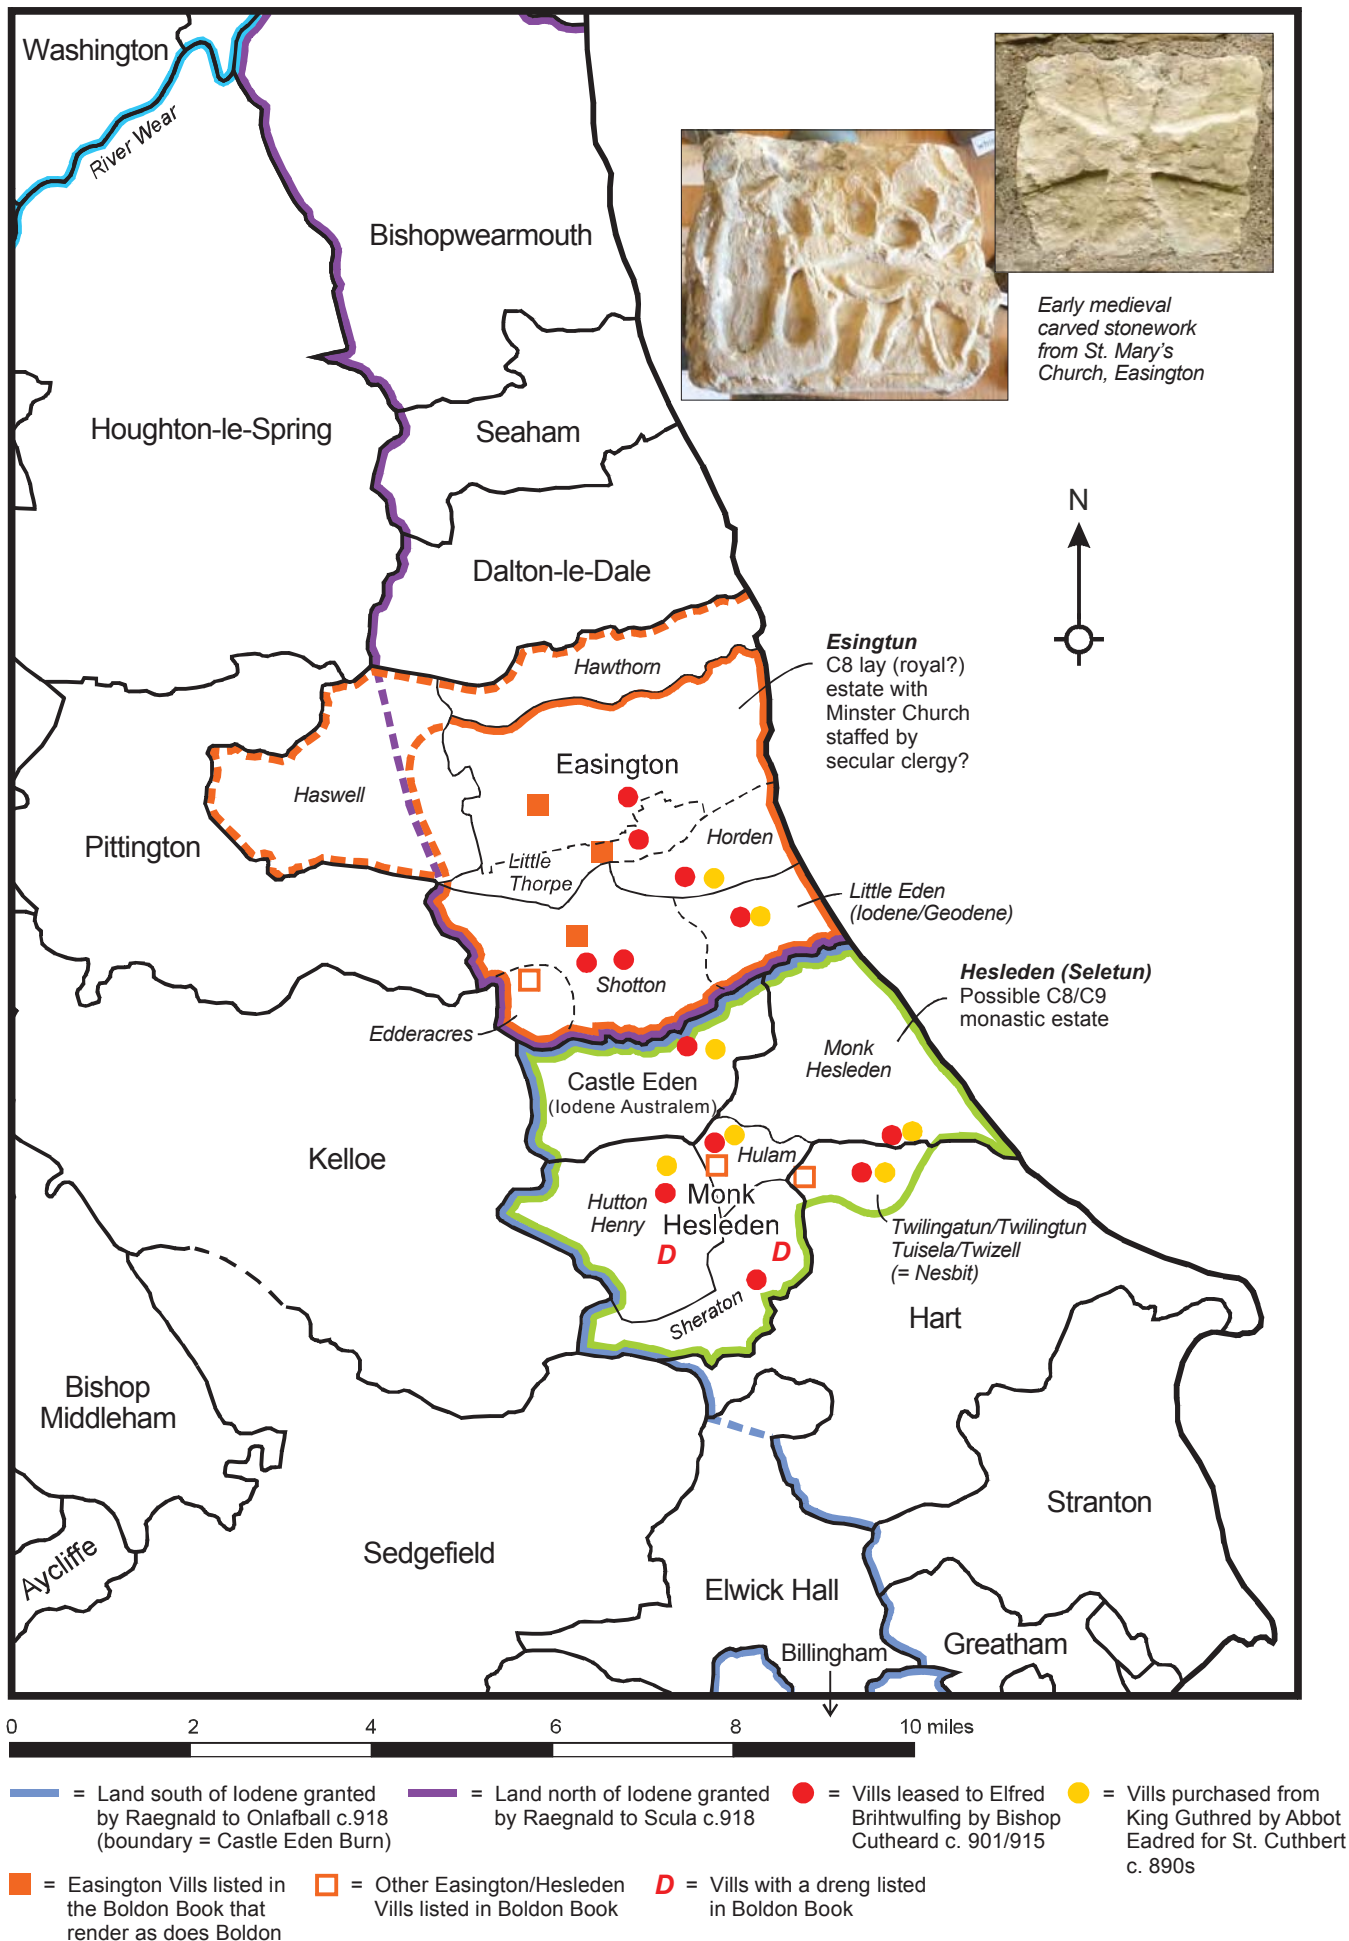 Washington
River Wear
Bishopwearmouth
Early medieval
carved stonework
from St. Mary's
Church, Easington
Houghton-le-Spring
Seaham
N
Dalton-le-Dale
Hawthorn
Esingtun
C8 lay (royal?)
estate with
Minster Church
staffed by
secular clergy?
Easington
Haswell
Pittington
Horden
Little
Thorpe
Little Eden
(Iodene/Geodene)
Shotton
Edderacres
Hesleden (Seletun)
Possible C8/C9
monastic estate
Monk
Hesleden
Castle Eden
(Iodene Australem)
Kelloe
Hulam
Hutton
Henry
Monk
Hesleden
D
D
Twilingatun/Twilingtun
Tuisela/Twizell
(= Nesbit)
Sheraton
Hart
Bishop
Middleham
Stranton
Sedgefield
Aycliffe
Elwick Hall
Greatham
Billingham
0 2 4 6 8 10 miles
= Land south of Iodene granted
by Raegnald to Onlafball c.918
(boundary = Castle Eden Burn)
= Land north of Iodene granted
by Raegnald to Scula c.918
= Vills leased to Elfred
Brihtwulfing by Bishop
Cutheard c. 901/915
= Vills purchased from
King Guthred by Abbot
Eadred for St. Cuthbert
c. 890s
= Easington Vills listed in
the Boldon Book that
render as does Boldon
= Other Easington/Hesleden
Vills listed in Boldon Book
D = Vills with a dreng listed
in Boldon Book